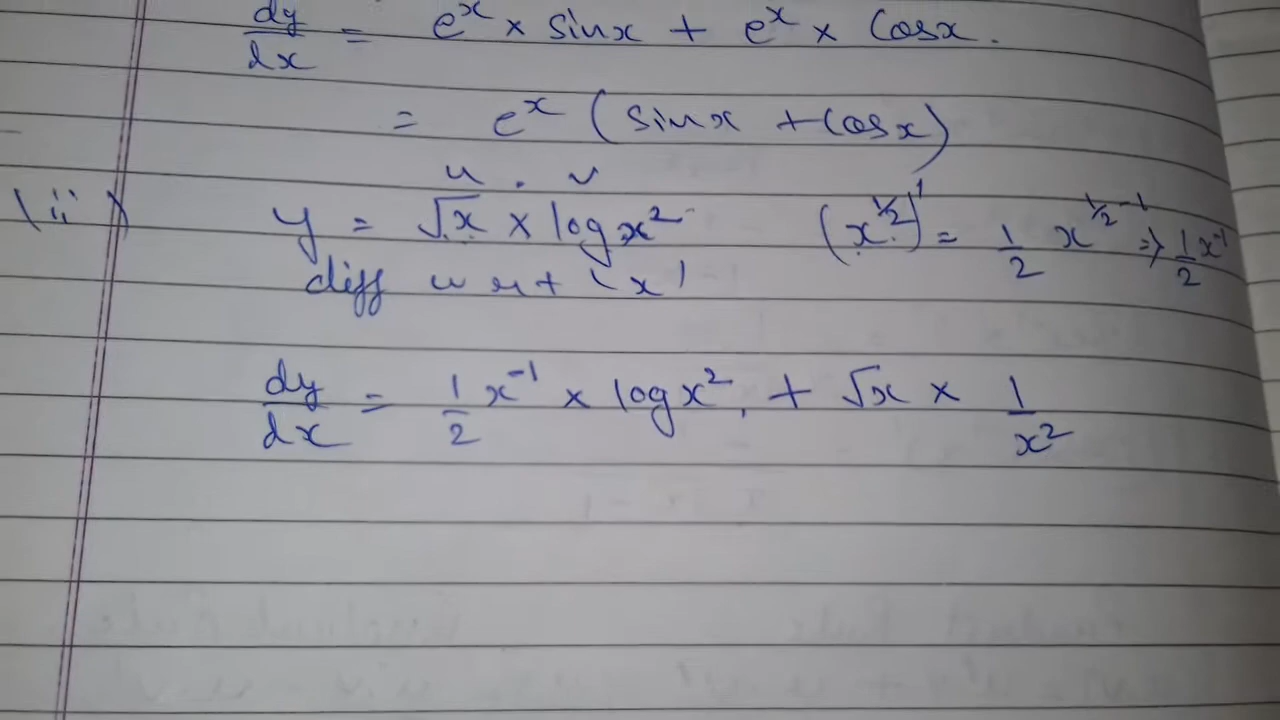 dy/dx = e^x × sinx + e^x × Cosx.
= e^x (sinx + Cosx)
u . v
(ii) y = √x × log x² (x^{1/2})' = 1/2 x^{1/2 - 1} => 1/2 x^{-1}
diff w r t 'x'
dy/dx = 1/2 x^{-1} × log x² . + √x × 1/x²